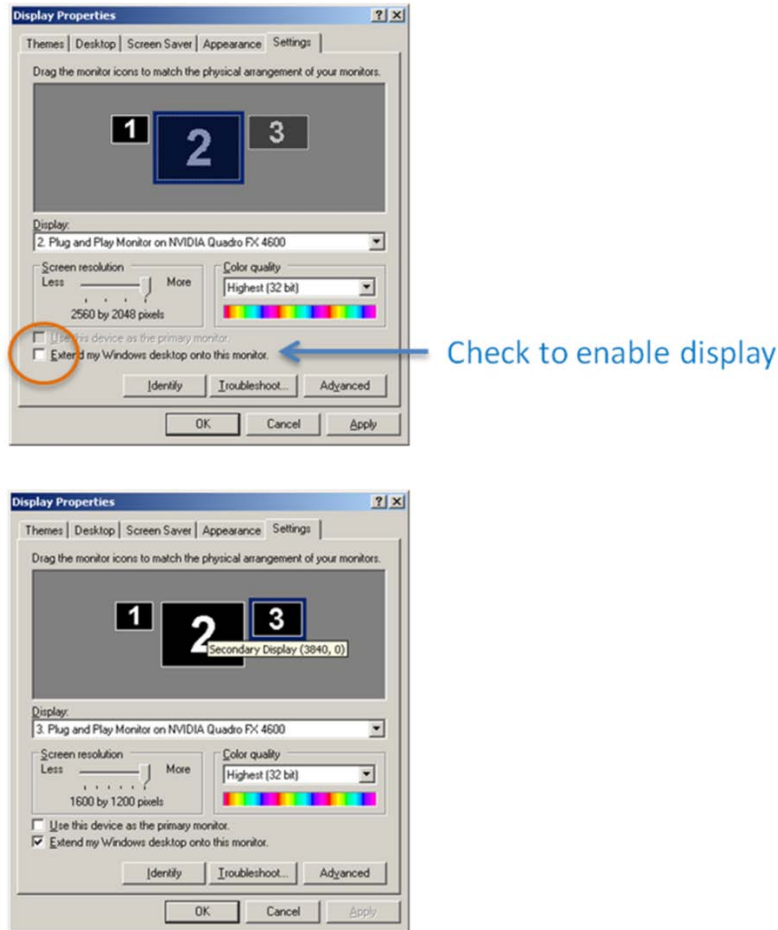 Display Properties
Themes Desktop Screen Saver Appearance Settings
Drag the monitor icons to match the physical arrangement of your monitors.
1 2 3
Display:
2. Plug and Play Monitor on NVIDIA Quadro FX 4600
Screen resolution Color quality
Less More Highest (32 bit)
2560 by 2048 pixels
Use this device as the primary monitor.
Extend my Windows desktop onto this monitor. Check to enable display
Identify Troubleshoot... Advanced
OK Cancel Apply
Display Properties
Themes Desktop Screen Saver Appearance Settings
Drag the monitor icons to match the physical arrangement of your monitors.
1 2 3
Secondary Display (3840, 0)
Display:
3. Plug and Play Monitor on NVIDIA Quadro FX 4600
Screen resolution Color quality
Less More Highest (32 bit)
1600 by 1200 pixels
Use this device as the primary monitor.
Extend my Windows desktop onto this monitor.
Identify Troubleshoot... Advanced
OK Cancel Apply